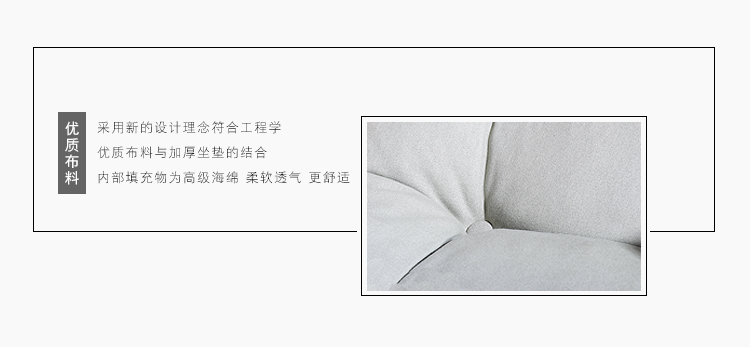 优质布料
采用新的设计理念符合工程学
优质布料与加厚坐垫的结合
内部填充物为高级海绵 柔软透气 更舒适